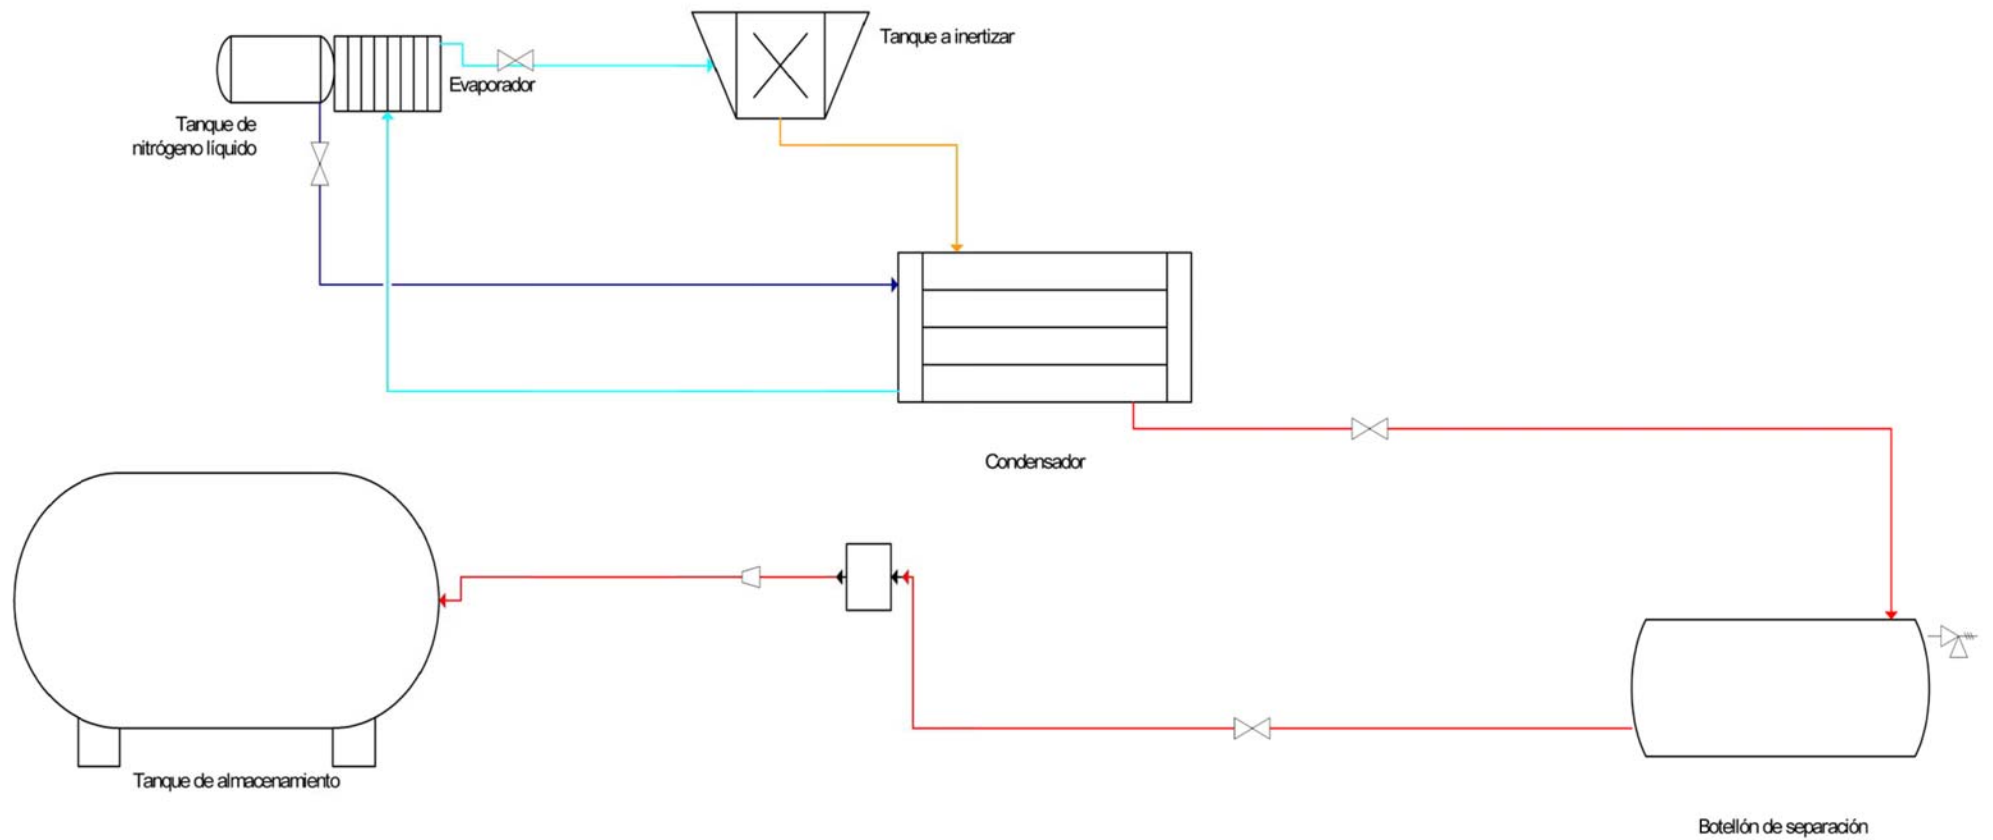 Tanque a inertizar
Evaporador
Tanque de
nitrógeno líquido
Condensador
Tanque de almacenamiento
Botellón de separación